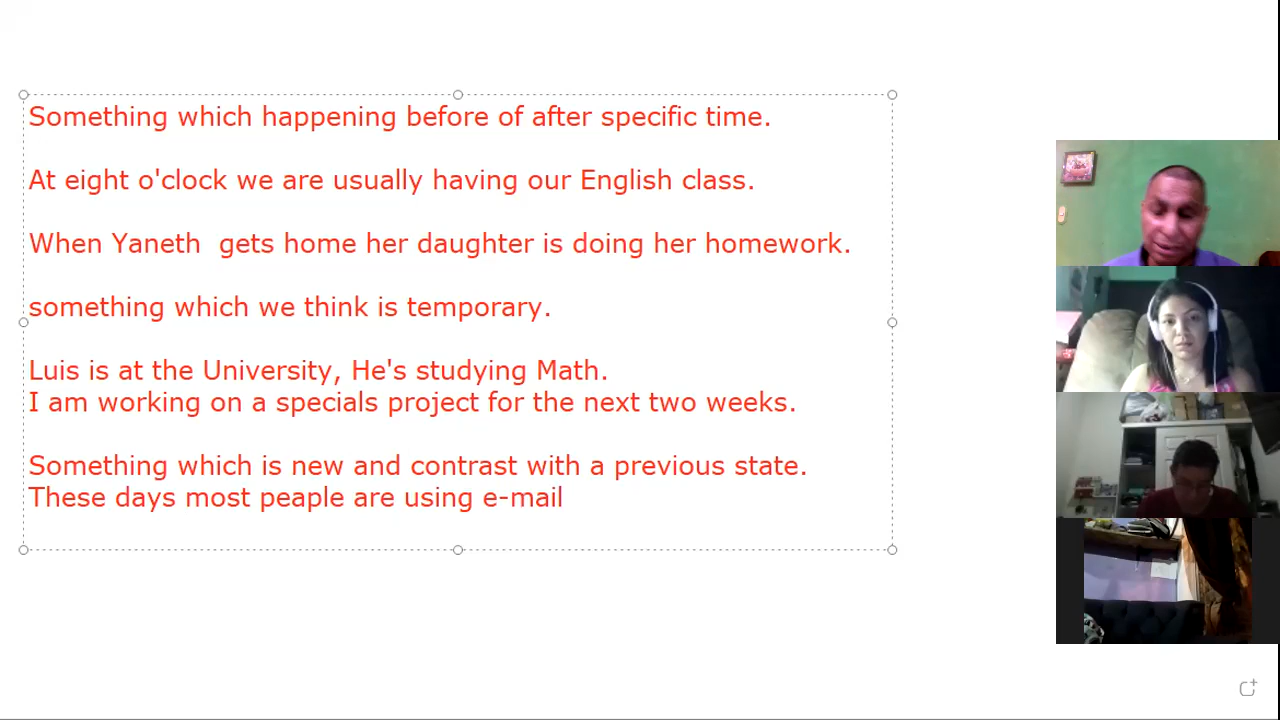 Something which happening before of after specific time.
At eight o'clock we are usually having our English class.
When Yaneth  gets home her daughter is doing her homework.
something which we think is temporary.
Luis is at the University, He's studying Math.
I am working on a specials project for the next two weeks.
Something which is new and contrast with a previous state.
These days most peaple are using e-mail